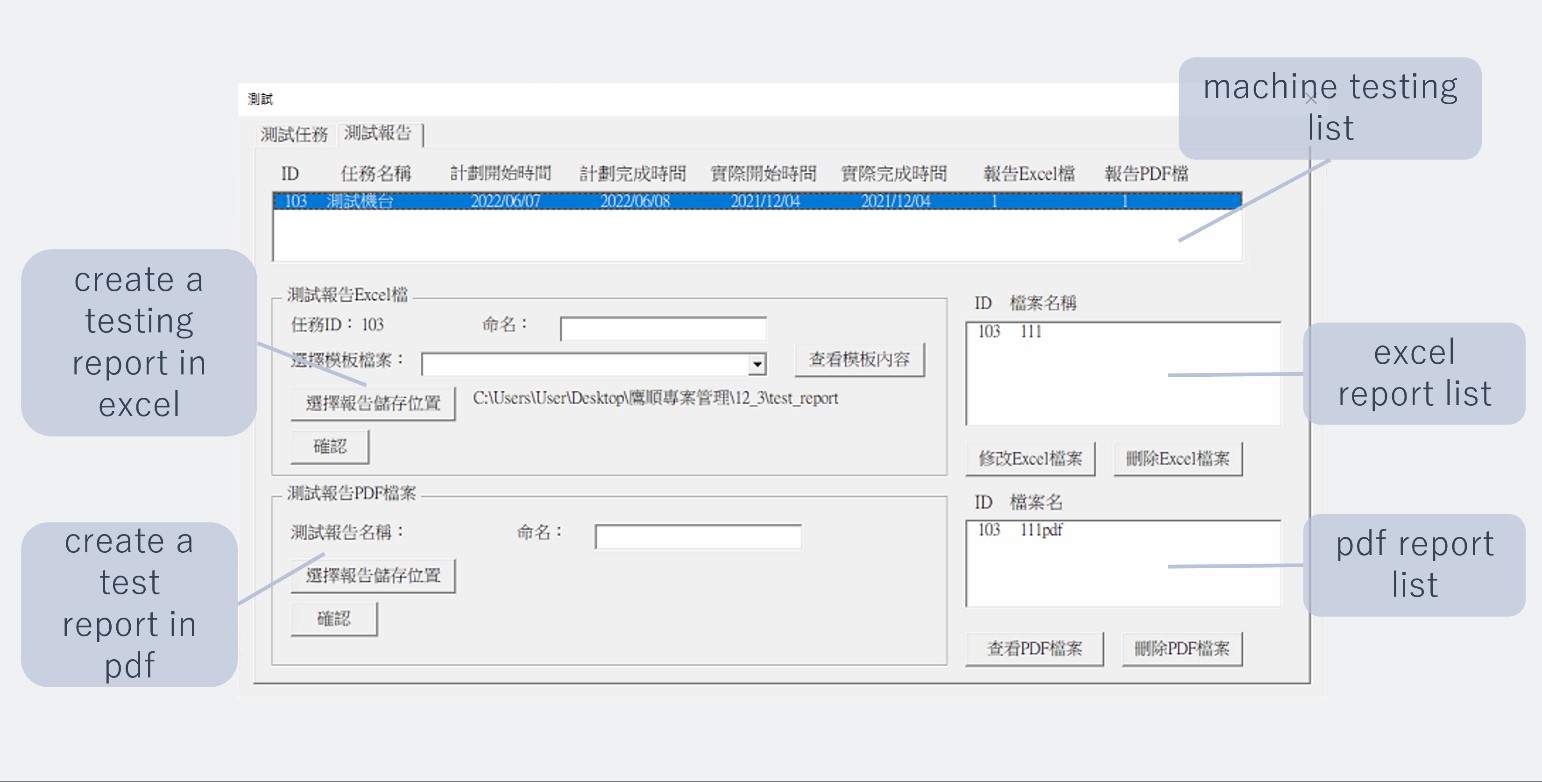 machine testing
list
測試
測試任務 測試報告
ID 任務名稱 計劃開始時間 計劃完成時間 實際開始時間 實際完成時間 報告Excel檔 報告PDF檔
103 測試機台 2022/06/07 2022/06/08 2021/12/04 2021/12/04 1 1
create a
testing
report in
excel
測試報告Excel檔
任務ID： 103 命名：
選擇模板檔案： 查看模板內容
選擇報告儲存位置 C:\Users\User\Desktop\鷹順專案管理\12_3\test_report
確認
ID 檔案名稱
103 111
excel
report list
修改Excel檔案 刪除Excel檔案
create a
test
report in
pdf
測試報告PDF檔案
測試報告名稱： 命名：
選擇報告儲存位置
確認
ID 檔案名
103 111pdf
pdf report
list
查看PDF檔案 刪除PDF檔案